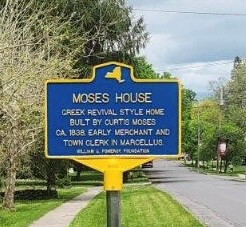 MOSES HOUSE
GREEK REVIVAL STYLE HOME
BUILT BY CURTIS MOSES
CA. 1838. EARLY MERCHANT AND
TOWN CLERK IN MARCELLUS.
WILLIAM G. POMEROY FOUNDATION